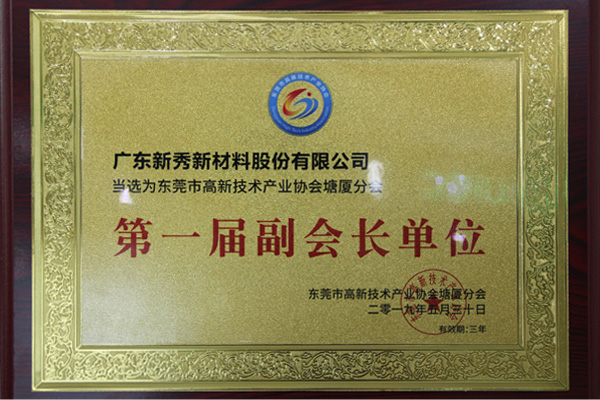 广东新秀新材料股份有限公司
当选为东莞市高新技术产业协会塘厦分会
第一届副会长单位
东莞市高新技术产业协会塘厦分会
二零一九年五月三十日
有效期:三年